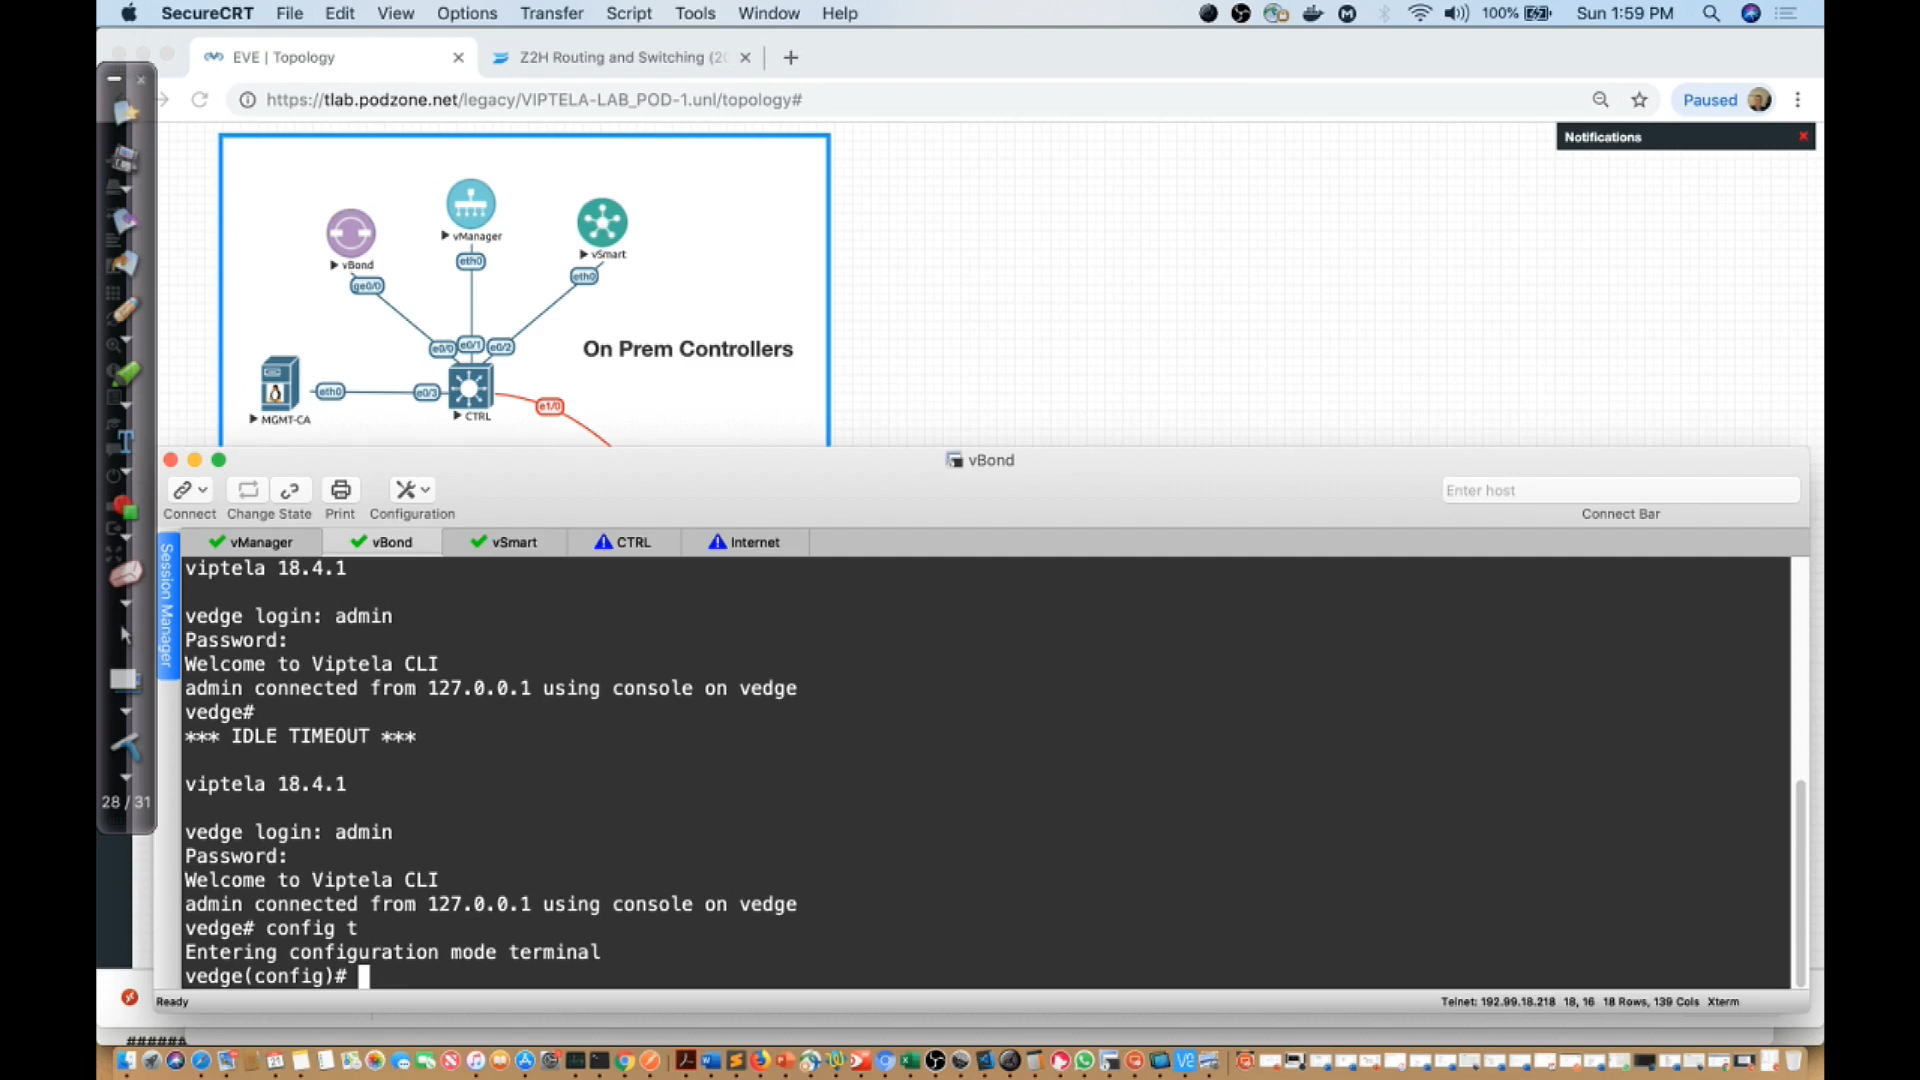 SecureCRT File Edit View Options Transfer Script Tools Window Help
100% Sun 1:59 PM
EVE | Topology
Z2H Routing and Switching (20
https://tlab.podzone.net/legacy/VIPTELA-LAB_POD-1.unl/topology#
Paused
Notifications
vManager
vBond
vSmart
eth0
ge0/0
eth0
e0/0
e0/1
e0/2
On Prem Controllers
eth0
e0/3
MGMT-CA
CTRL
e1/0
vBond
Enter host
Connect Change State Print Configuration
Connect Bar
vManager vBond vSmart CTRL Internet
Session Manager
viptela 18.4.1
vedge login: admin
Password:
Welcome to Viptela CLI
admin connected from 127.0.0.1 using console on vedge
vedge#
*** IDLE TIMEOUT ***
viptela 18.4.1
vedge login: admin
Password:
Welcome to Viptela CLI
admin connected from 127.0.0.1 using console on vedge
vedge# config t
Entering configuration mode terminal
vedge(config)#
28 / 31
Ready
Telnet: 192.99.18.218 18, 16 18 Rows, 139 Cols Xterm
######